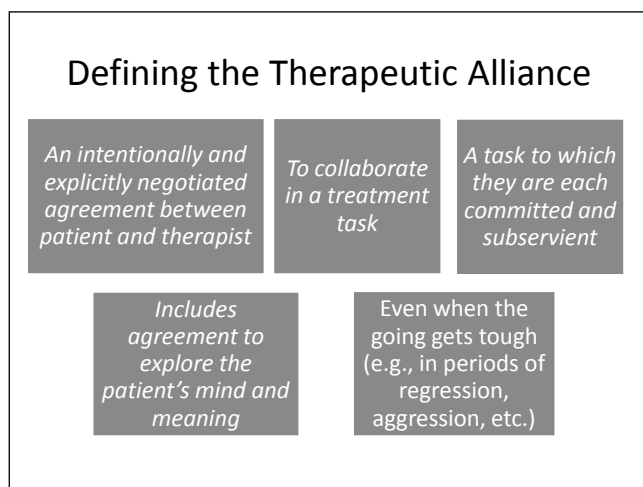 Defining the Therapeutic Alliance
An intentionally and
explicitly negotiated
agreement between
patient and therapist
To collaborate
in a treatment
task
A task to which
they are each
committed and
subservient
Includes
agreement to
explore the
patient’s mind and
meaning
Even when the
going gets tough
(e.g., in periods of
regression,
aggression, etc.)